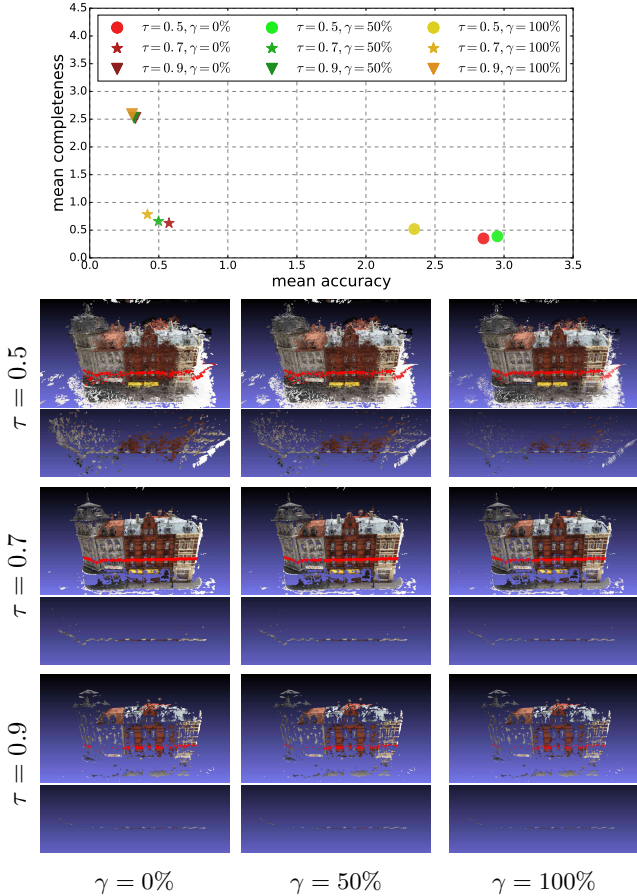 4.5
4.0
3.5
3.0
2.5
2.0
1.5
1.0
0.5
0.0
mean completeness
τ = 0.5, γ = 0%
τ = 0.5, γ = 50%
τ = 0.5, γ = 100%
τ = 0.7, γ = 0%
τ = 0.7, γ = 50%
τ = 0.7, γ = 100%
τ = 0.9, γ = 0%
τ = 0.9, γ = 50%
τ = 0.9, γ = 100%
0.0 0.5 1.0 1.5 2.0 2.5 3.0 3.5
mean accuracy
τ = 0.5
τ = 0.7
τ = 0.9
γ = 0% γ = 50% γ = 100%